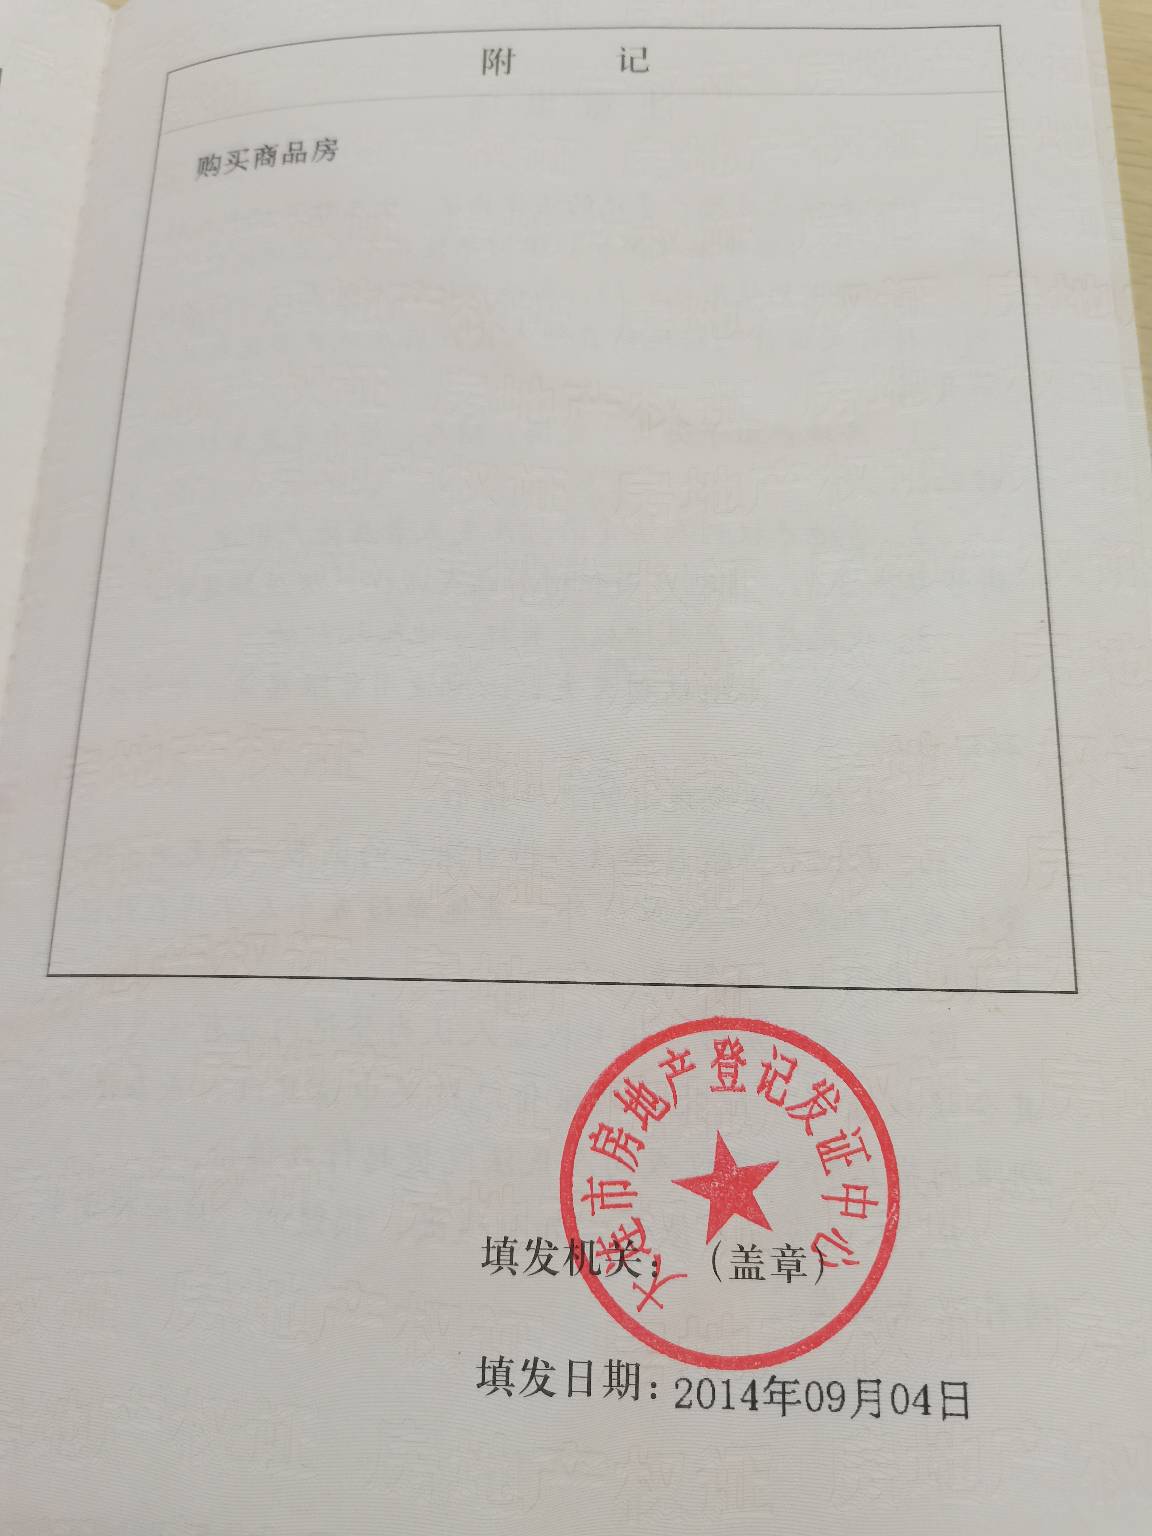 附 记
购买商品房
大连市房地产登记发证中心
填发机关：（盖章）
填发日期：2014年09月04日